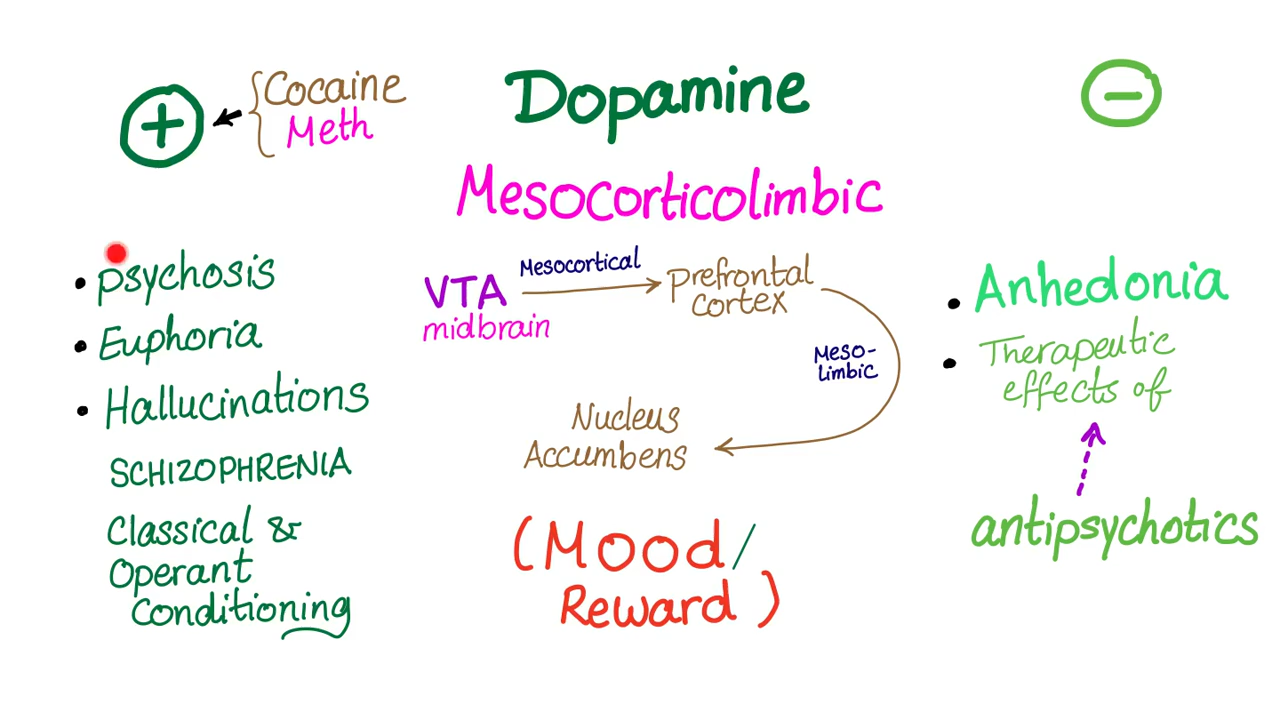 Dopamine
Mesocorticolimbic
+
Cocaine
Meth
• psychosis
• Euphoria
• Hallucinations
SCHIZOPHRENIA
Classical &
Operant
Conditioning
VTA
midbrain
Mesocortical
prefrontal
cortex
Meso-
limbic
Nucleus
Accumbens
(Mood/
Reward)
−
• Anhedonia
• Therapeutic
effects of
antipsychotics